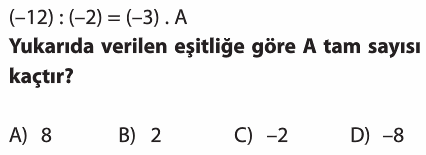 (–12) : (–2) = (–3) . A
Yukarıda verilen eşitliğe göre A tam sayısı
kaçtır?
A) 8 B) 2 C) –2 D) –8